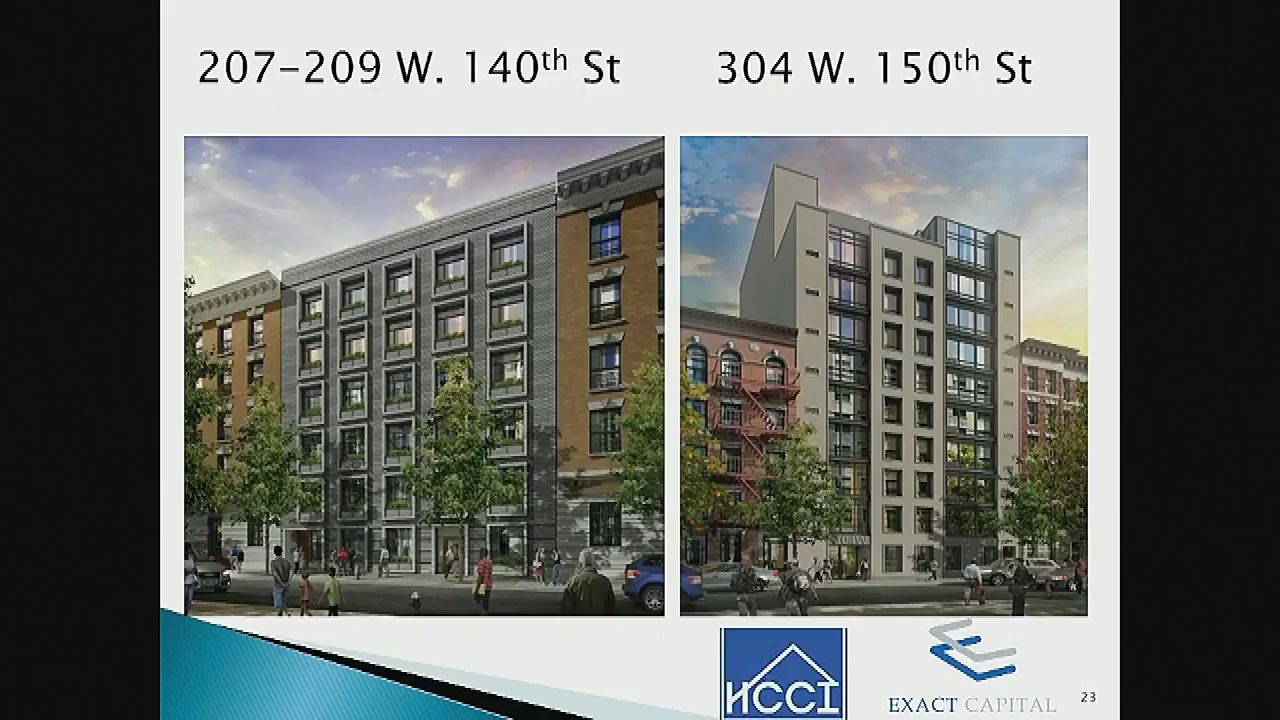 207-209 W. 140th St
304 W. 150th St
HCCI
EXACT CAPITAL
23